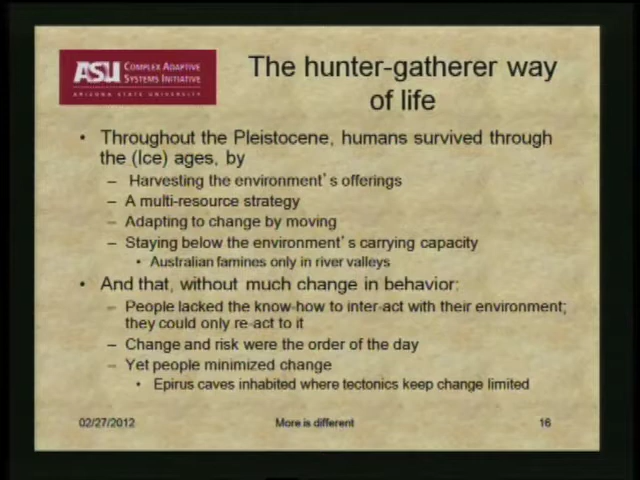 ASU COMPLEX ADAPTIVE
SYSTEMS INITIATIVE
ARIZONA STATE UNIVERSITY
The hunter-gatherer way
of life
• Throughout the Pleistocene, humans survived through
the (Ice) ages, by
– Harvesting the environment's offerings
– A multi-resource strategy
– Adapting to change by moving
– Staying below the environment's carrying capacity
• Australian famines only in river valleys
• And that, without much change in behavior:
– People lacked the know-how to inter-act with their environment;
they could only re-act to it
– Change and risk were the order of the day
– Yet people minimized change
• Epirus caves inhabited where tectonics keep change limited
02/27/2012
More is different
16